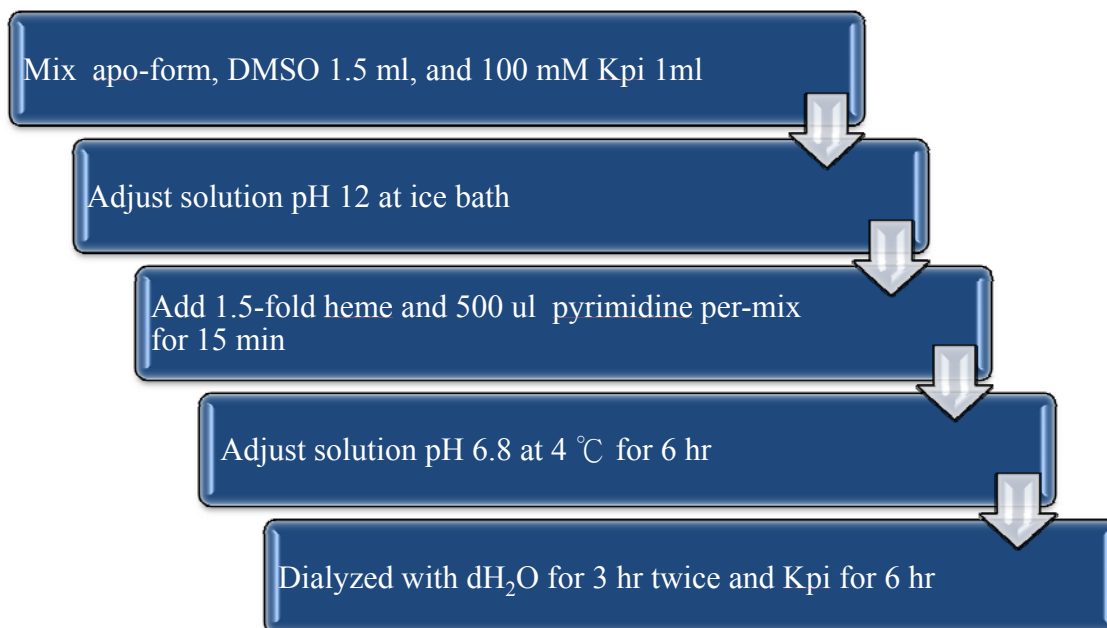 Mix apo-form, DMSO 1.5 ml, and 100 mM Kpi 1ml
Adjust solution pH 12 at ice bath
Add 1.5-fold heme and 500 ul pyrimidine per-mix
for 15 min
Adjust solution pH 6.8 at 4 ℃ for 6 hr
Dialyzed with dH₂O for 3 hr twice and Kpi for 6 hr